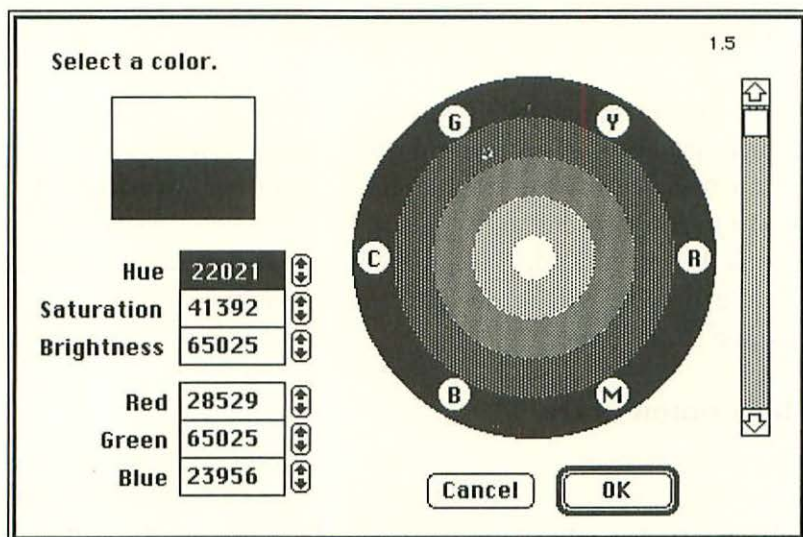 1.5
Select a color.
Hue 22021
Saturation 41392
Brightness 65025
Red 28529
Green 65025
Blue 23956
G
Y
C
R
B
M
Cancel
OK